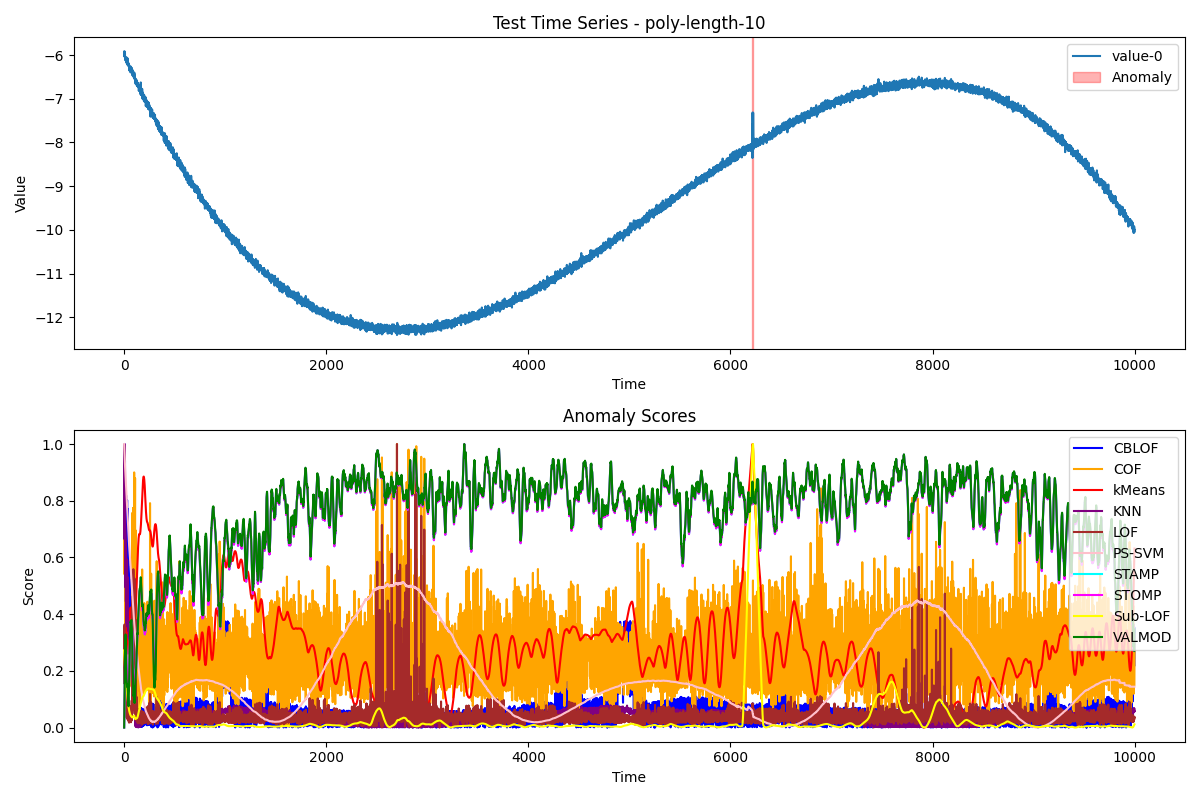 Test Time Series - poly-length-10
Value
−6
−7
−8
−9
−10
−11
−12
value-0
Anomaly
0 2000 4000 6000 8000 10000
Time
Anomaly Scores
Score
1.0
0.8
0.6
0.4
0.2
0.0
CBLOF
COF
kMeans
KNN
LOF
PS-SVM
STAMP
STOMP
Sub-LOF
VALMOD
0 2000 4000 6000 8000 10000
Time